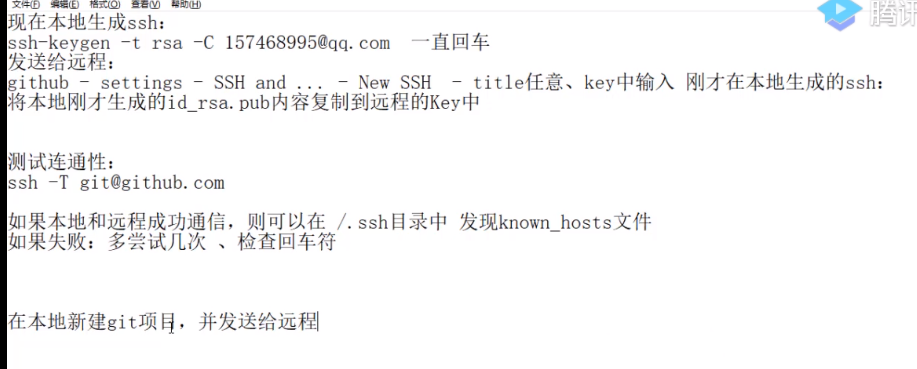 文件(F) 编辑(E) 格式(O) 查看(V) 帮助(H)
腾讯
现在本地生成ssh：
ssh-keygen -t rsa -C 157468995@qq.com 一直回车
发送给远程：
github - settings - SSH and ... - New SSH - title任意、key中输入 刚才在本地生成的ssh：
将本地刚才生成的id_rsa.pub内容复制到远程的Key中
测试连通性：
ssh -T git@github.com
如果本地和远程成功通信，则可以在 /.ssh目录中 发现known_hosts文件
如果失败：多尝试几次 、检查回车符
在本地新建git项目，并发送给远程